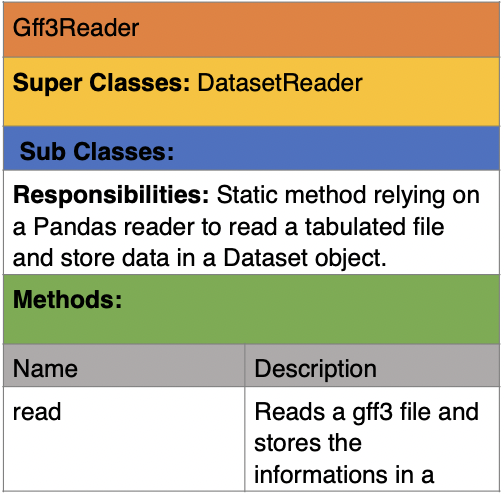 Gff3Reader
Super Classes: DatasetReader
Sub Classes:
Responsibilities: Static method relying on
a Pandas reader to read a tabulated file
and store data in a Dataset object.
Methods:
Name Description
read Reads a gff3 file and
stores the
informations in a